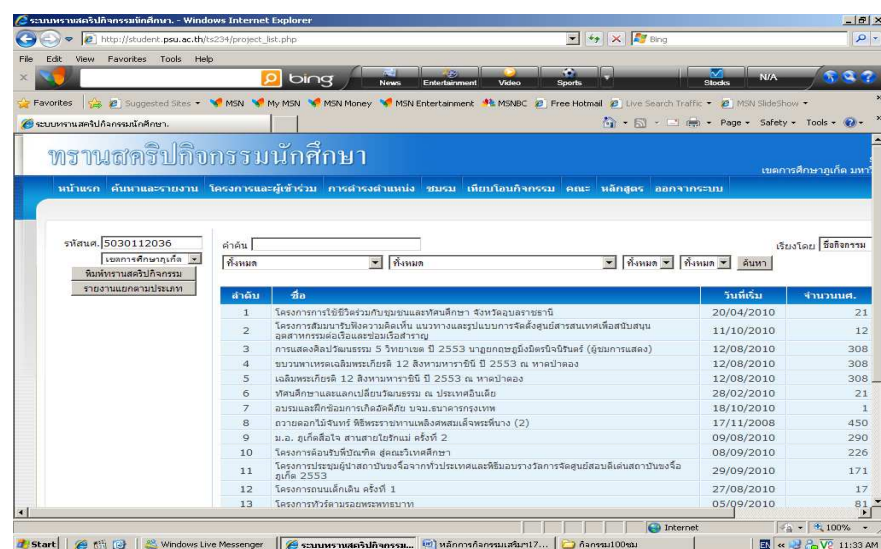 ระบบทรานสคริปกิจกรรมนักศึกษา. - Windows Internet Explorer
http://student.psu.ac.th/ts234/project_list.php
Bing
File Edit View Favorites Tools Help
bing News Entertainment Video Sports Stocks N/A
Favorites Suggested Sites MSN My MSN MSN Money MSN Entertainment MSNBC Free Hotmail Live Search Traffic MSN SlideShow
ระบบทรานสคริปกิจกรรมนักศึกษา. Page Safety Tools
ทรานสคริปกิจกรรมนักศึกษา
เขตการศึกษาภูเก็ต มหาวิ
หน้าแรก ค้นหาและรายงาน โครงการและผู้เข้าร่วม การดำรงตำแหน่ง ชมรม เทียบโอนกิจกรรม คณะ หลักสูตร ออกจากระบบ
รหัสนศ. 5030112036
เขตการศึกษาภูเก็ต
พิมพ์ทรานสคริปกิจกรรม
รายงานแยกตามประเภท
คำค้น เรียงโดย ชื่อกิจกรรม
ทั้งหมด ทั้งหมด ทั้งหมด ทั้งหมด ค้นหา
ลำดับ ชื่อ วันที่เริ่ม จำนวนนศ.
1 โครงการการใช้ชีวิตร่วมกับชุมชนและทัศนศึกษา จังหวัดอุบลราชธานี 20/04/2010 21
2 โครงการสัมมนารับฟังความคิดเห็น แนวทางและรูปแบบการจัดตั้งศูนย์สารสนเทศเพื่อสนับสนุน 11/10/2010 12
อุตสาหกรรมต่อเรือและซ่อมเรือสำราญ
3 การแสดงศิลปวัฒนธรรม 5 วิทยาเขต ปี 2553 นาฏยกฤษฎิ์งมิตรนิจนิรันดร์ (ผู้ชมการแสดง) 12/08/2010 308
4 ขบวนพาเหรดเฉลิมพระเกียรติ 12 สิงหามหาราชินี ปี 2553 ณ หาดป่าตอง 12/08/2010 308
5 เฉลิมพระเกียรติ 12 สิงหามหาราชินี ปี 2553 ณ หาดป่าตอง 12/08/2010 308
6 ทัศนศึกษาและแลกเปลี่ยนวัฒนธรรม ณ ประเทศอินเดีย 28/02/2010 21
7 อบรมและฝึกซ้อมการเกิดอัคคีภัย บจม.ธนาคารกรุงเทพ 18/10/2010 1
8 ถวายดอกไม้จันทร์ พิธีพระราชทานเพลิงศพสมเด็จพระพี่นาง (2) 17/11/2008 450
9 ม.อ. ภูเก็ตสื่อใจ สานสายใยรักแม่ ครั้งที่ 2 09/08/2010 290
10 โครงการต้อนรับพี่บัณฑิต สู่คณะวิเทศศึกษา 08/09/2010 226
11 โครงการประชุมผู้นำสถาบันขงจื่อจากทั่วประเทศและพิธีมอบรางวัลการจัดศูนย์สอบดีเด่นสถาบันขงจื่อ 29/09/2010 171
ภูเก็ต 2553
12 โครงการถนนเด็กเดิน ครั้งที่ 1 27/08/2010 17
13 โครงการทัวร์ตามรอยพระพุทธบาท 05/09/2010 81
Internet 100%
Start Windows Live Messenger ระบบทรานสคริปกิจกรรม... หลักการกิจกรรมเสริมฯ17... กิจกรรม100ชม EN 11:33 AM